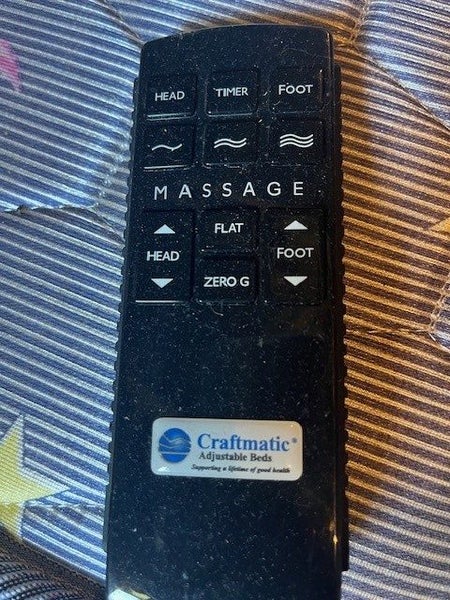 HEAD TIMER FOOT
MASSAGE
HEAD FLAT FOOT
ZERO G
Craftmatic®
Adjustable Beds
Supporting a lifetime of good health